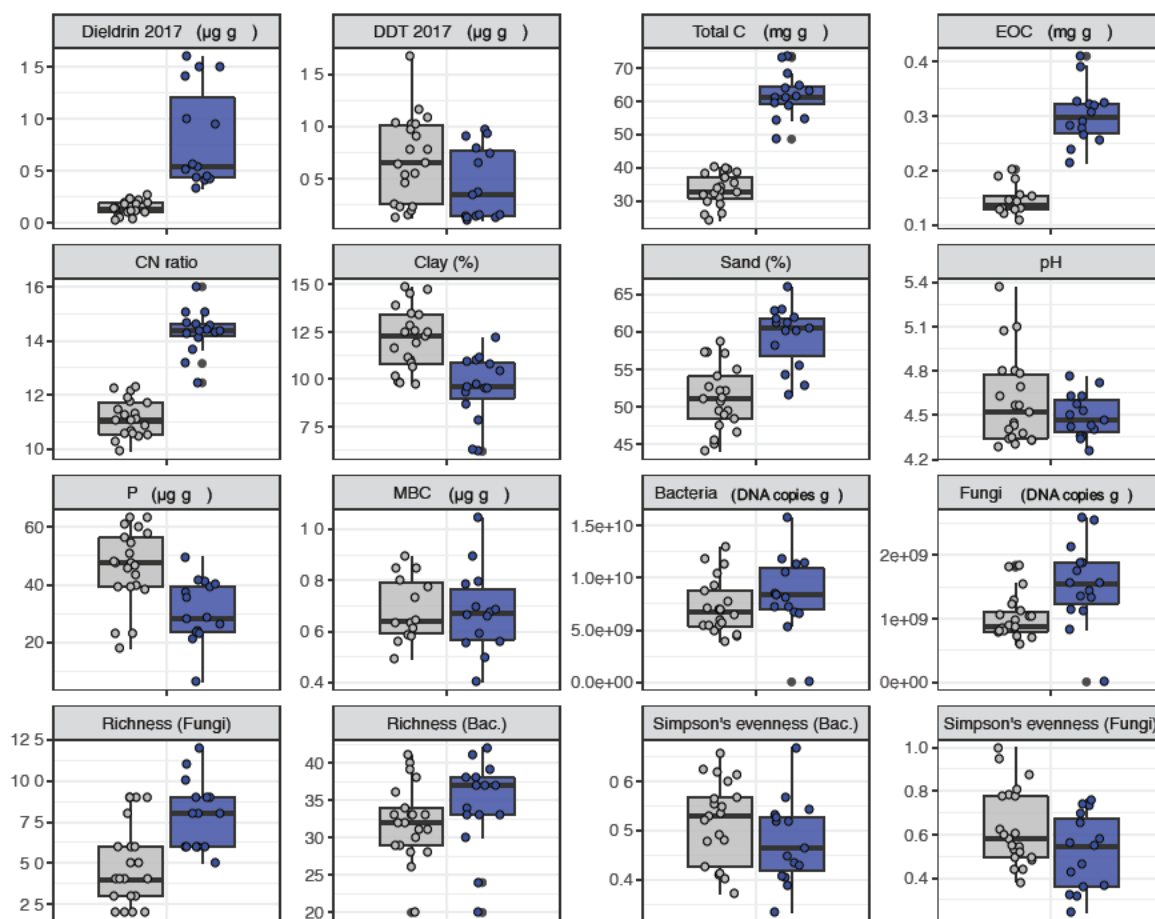 Dieldrin 2017 (µg g )
1 5
1 0
0 5
0 0
DDT 2017 (µg g )
1 5
1 0
0 5
Total C (mg g )
70
60
50
40
30
EOC (mg g )
0.4
0.3
0.2
0.1
CN ratio
16
14
12
10
Clay (%)
15 0
12 5
10 0
7 5
Sand (%)
65
60
55
50
45
pH
5.4
5.1
4.8
4.5
4.2
P (µg g )
60
40
20
MBC (µg g )
1 0
0.8
0.6
0.4
Bacteria (DNA copies g )
1.5e+10
1.0e+10
5.0e+09
0.0e+00
Fungi (DNA copies g )
2e+09
1e+09
0e+00
Richness (Fungi)
12 5
10 0
7 5
5 0
2 5
Richness (Bac.)
40
35
30
25
20
Simpson's evenness (Bac.)
0 6
0.5
0.4
Simpson's evenness (Fungi)
1.0
0.8
0.6
0.4